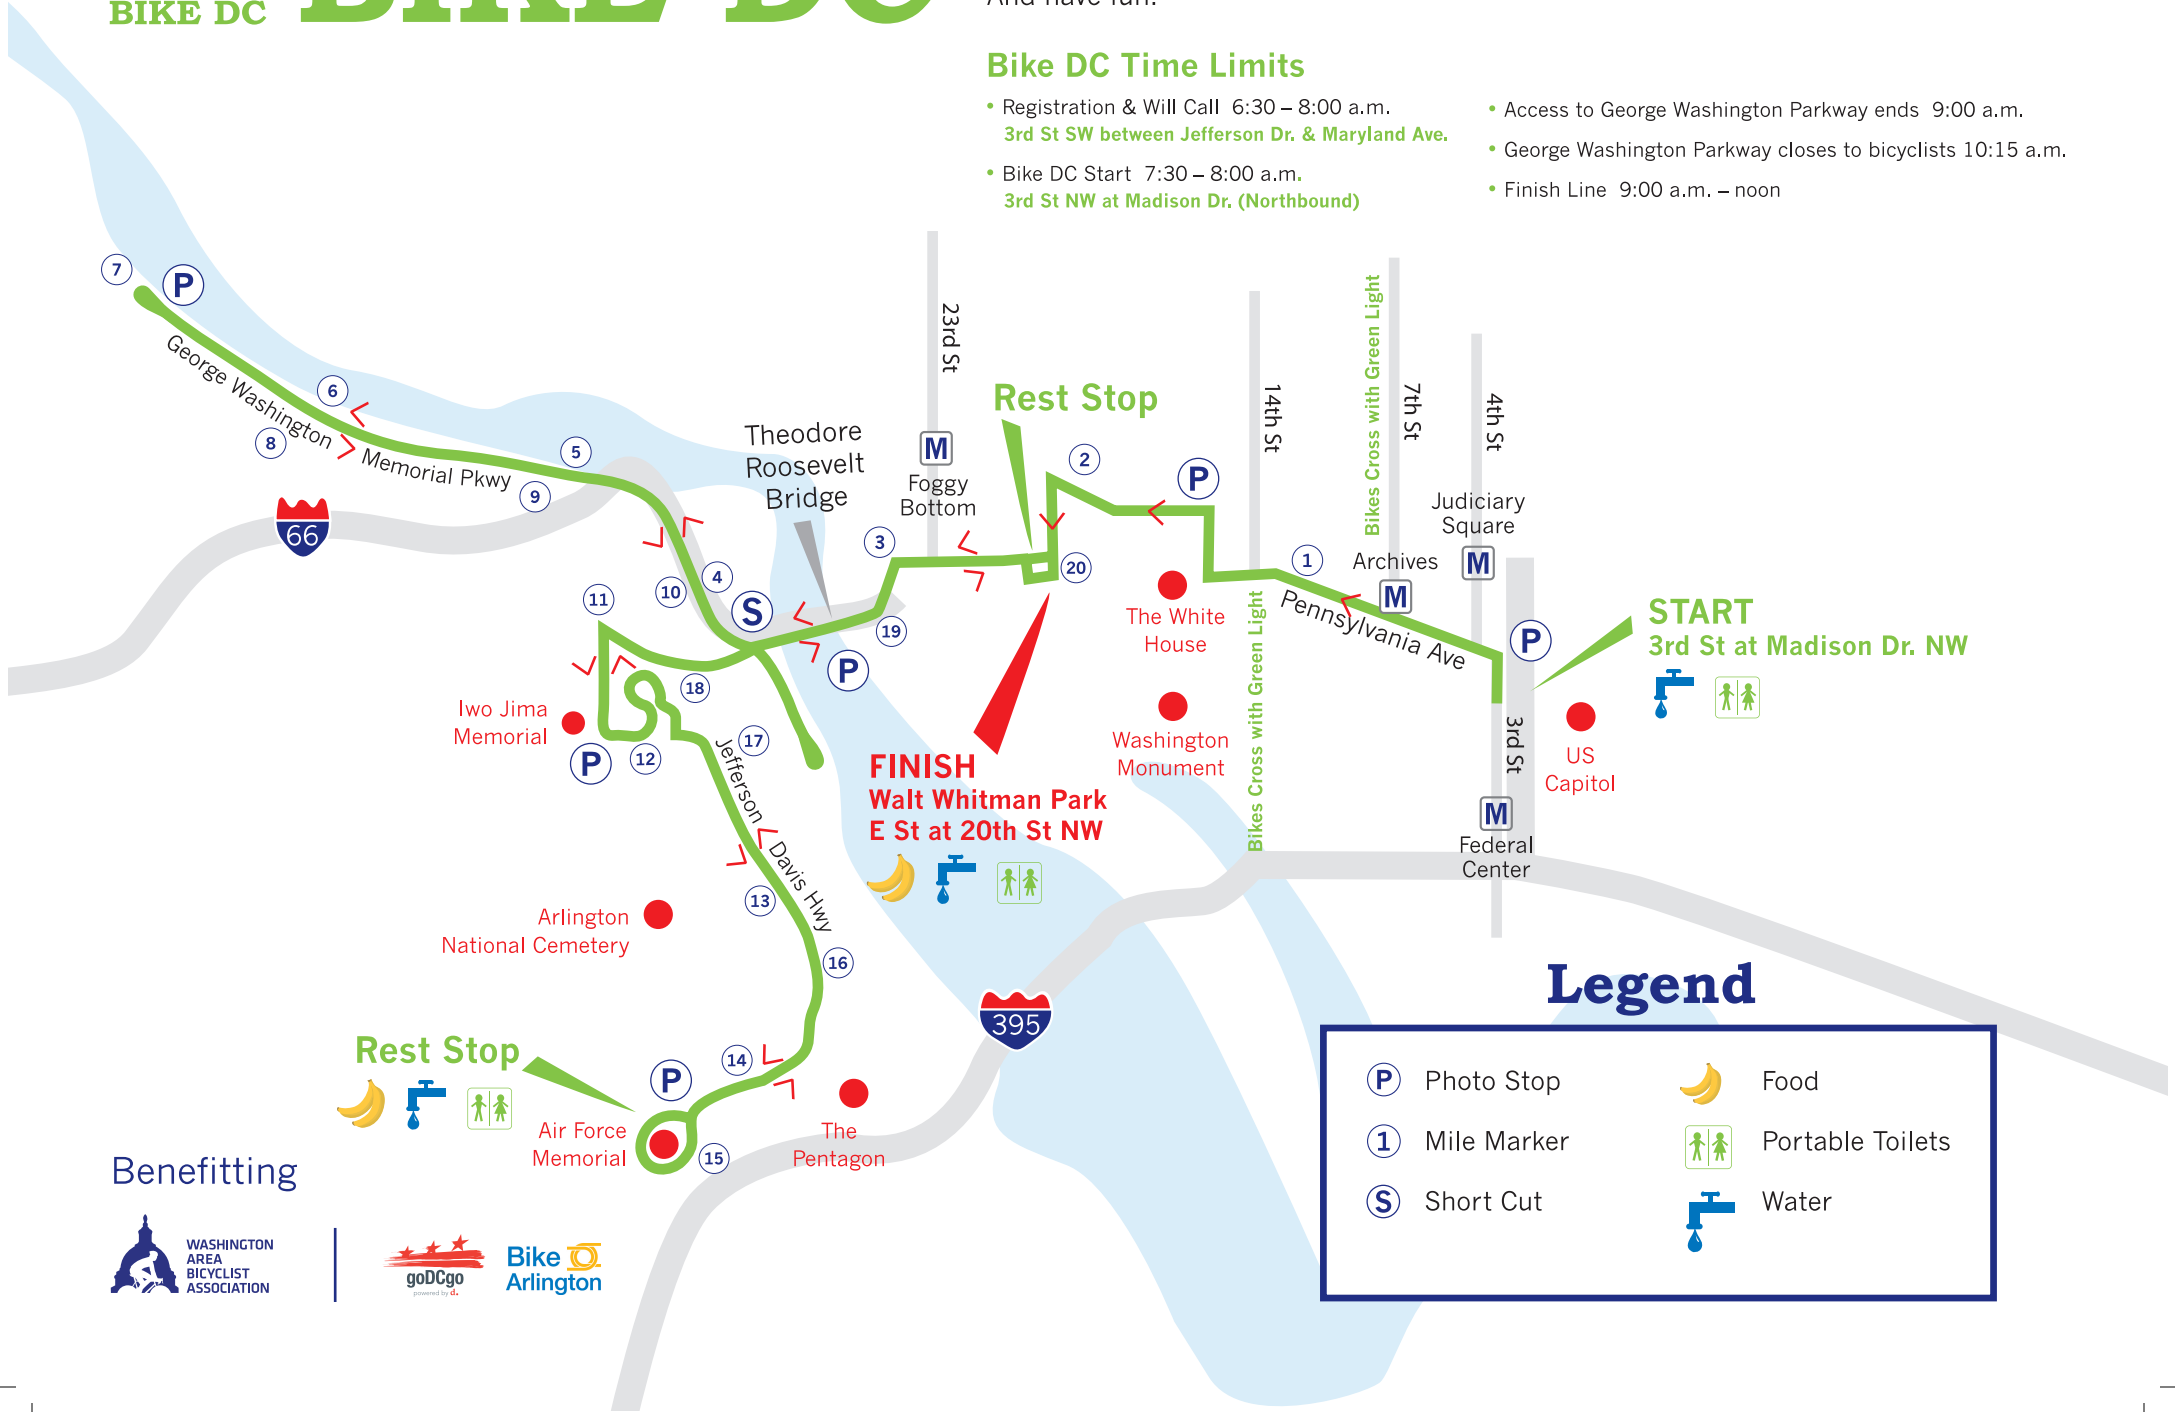 BIKE DC
BIKE DC
And have fun!
Bike DC Time Limits
• Registration & Will Call 6:30 – 8:00 a.m.
3rd St SW between Jefferson Dr. & Maryland Ave.
• Bike DC Start 7:30 – 8:00 a.m.
3rd St NW at Madison Dr. (Northbound)
• Access to George Washington Parkway ends 9:00 a.m.
• George Washington Parkway closes to bicyclists 10:15 a.m.
• Finish Line 9:00 a.m. – noon
7
P
George Washington
Memorial Pkwy
6
8
5
9
66
Theodore
Roosevelt
Bridge
23rd St
M
Foggy
Bottom
Rest Stop
2
P
14th St
Bikes Cross with Green Light
7th St
4th St
Judiciary
Square
M
Archives
M
1
Pennsylvania Ave
3
20
The White
House
Bikes Cross with Green Light
P
START
3rd St at Madison Dr. NW
3rd St
US
Capitol
Washington
Monument
M
Federal
Center
4
10
11
S
19
P
18
Iwo Jima
Memorial
P
12
17
Jefferson
Davis Hwy
FINISH
Walt Whitman Park
E St at 20th St NW
13
Arlington
National Cemetery
16
395
Rest Stop
P
14
Air Force
Memorial
15
The
Pentagon
Legend
P Photo Stop
1 Mile Marker
S Short Cut
Food
Portable Toilets
Water
Benefitting
WASHINGTON
AREA
BICYCLIST
ASSOCIATION
goDCgo
powered by d.
Bike
Arlington